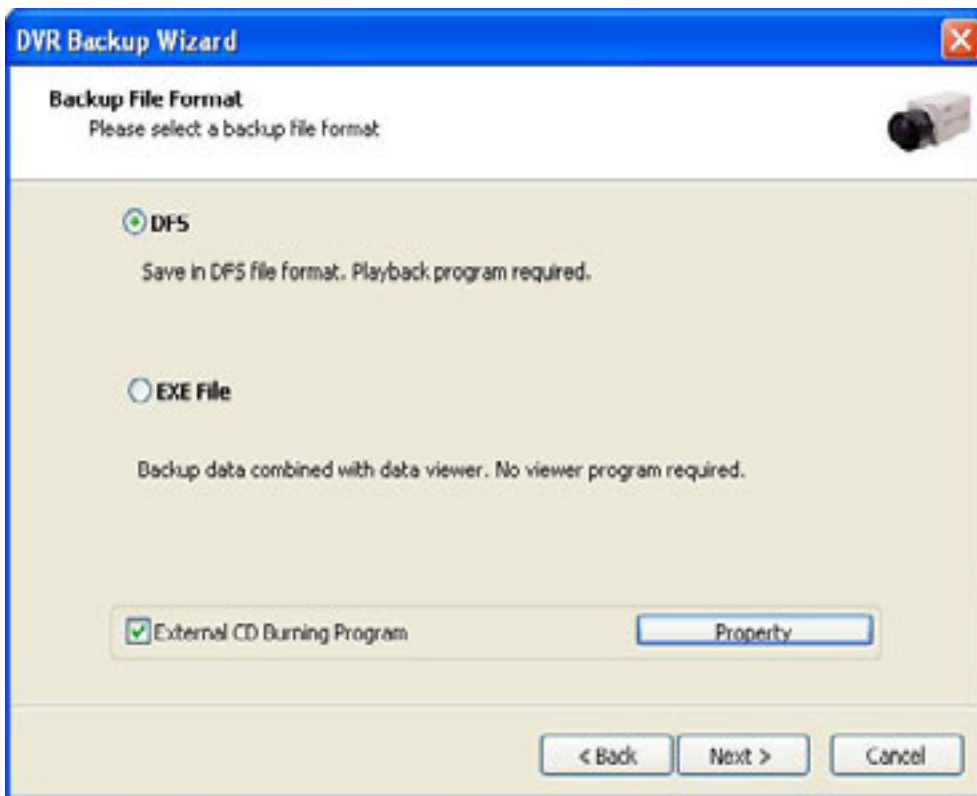 DVR Backup Wizard
Backup File Format
Please select a backup file format
DFS
Save in DFS file format. Playback program required.
EXE File
Backup data combined with data viewer. No viewer program required.
External CD Burning Program
Property
< Back
Next >
Cancel